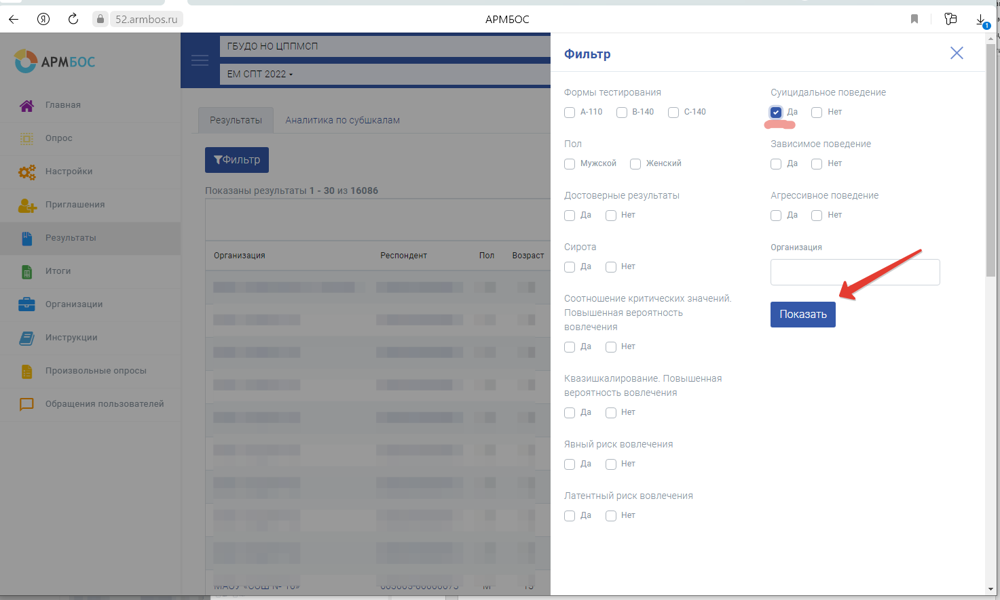 52.armbos.ru
АРМБОС
1
АРМБОС
Главная
Опрос
Настройки
Приглашения
Результаты
Итоги
Организации
Инструкции
Произвольные опросы
Обращения пользователей
ГБУДО НО ЦППМСП
ЕМ СПТ 2022
Результаты
Аналитика по субшкалам
Фильтр
Показаны результаты 1 - 30 из 16086
Организация Респондент Пол Возраст
Фильтр
Формы тестирования
A-110 B-140 C-140
Пол
Мужской Женский
Достоверные результаты
Да Нет
Сирота
Да Нет
Соотношение критических значений.
Повышенная вероятность
вовлечения
Да Нет
Квазишкалирование. Повышенная
вероятность вовлечения
Да Нет
Явный риск вовлечения
Да Нет
Латентный риск вовлечения
Да Нет
Суицидальное поведение
Да Нет
Зависимое поведение
Да Нет
Агрессивное поведение
Да Нет
Организация
Показать